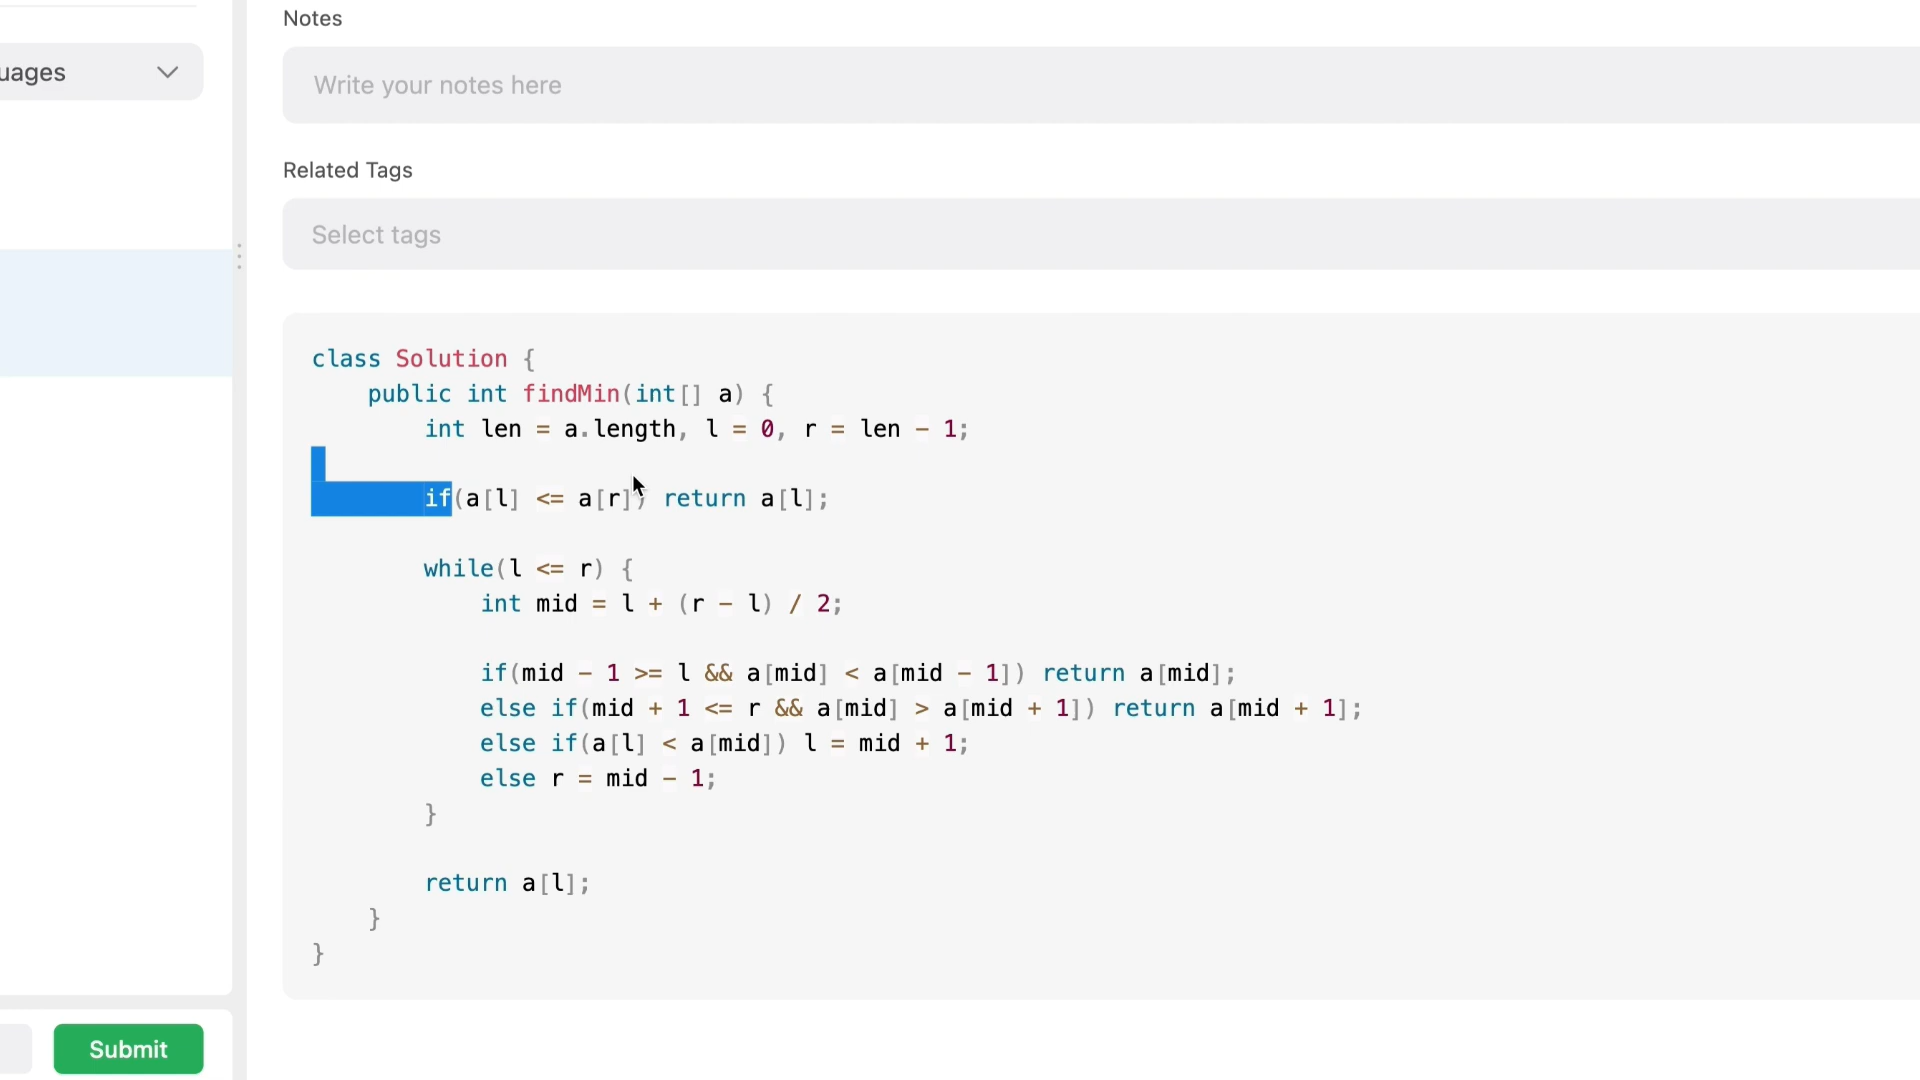 Notes
uages
Write your notes here
Related Tags
Select tags
class Solution {
    public int findMin(int[] a) {
        int len = a.length, l = 0, r = len - 1;

        if(a[l] <= a[r]) return a[l];

        while(l <= r) {
            int mid = l + (r - l) / 2;

            if(mid - 1 >= l && a[mid] < a[mid - 1]) return a[mid];
            else if(mid + 1 <= r && a[mid] > a[mid + 1]) return a[mid + 1];
            else if(a[l] < a[mid]) l = mid + 1;
            else r = mid - 1;
        }

        return a[l];
    }
}
Submit